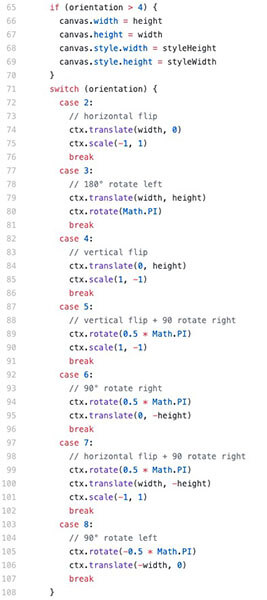 65 if (orientation > 4) {
66 canvas.width = height
67 canvas.height = width
68 canvas.style.width = styleHeight
69 canvas.style.height = styleWidth
70 }
71 switch (orientation) {
72 case 2:
73 // horizontal flip
74 ctx.translate(width, 0)
75 ctx.scale(-1, 1)
76 break
77 case 3:
78 // 180° rotate left
79 ctx.translate(width, height)
80 ctx.rotate(Math.PI)
81 break
82 case 4:
83 // vertical flip
84 ctx.translate(0, height)
85 ctx.scale(1, -1)
86 break
87 case 5:
88 // vertical flip + 90 rotate right
89 ctx.rotate(0.5 * Math.PI)
90 ctx.scale(1, -1)
91 break
92 case 6:
93 // 90° rotate right
94 ctx.rotate(0.5 * Math.PI)
95 ctx.translate(0, -height)
96 break
97 case 7:
98 // horizontal flip + 90 rotate right
99 ctx.rotate(0.5 * Math.PI)
100 ctx.translate(width, -height)
101 ctx.scale(-1, 1)
102 break
103 case 8:
104 // 90° rotate left
105 ctx.rotate(-0.5 * Math.PI)
106 ctx.translate(-width, 0)
107 break
108 }